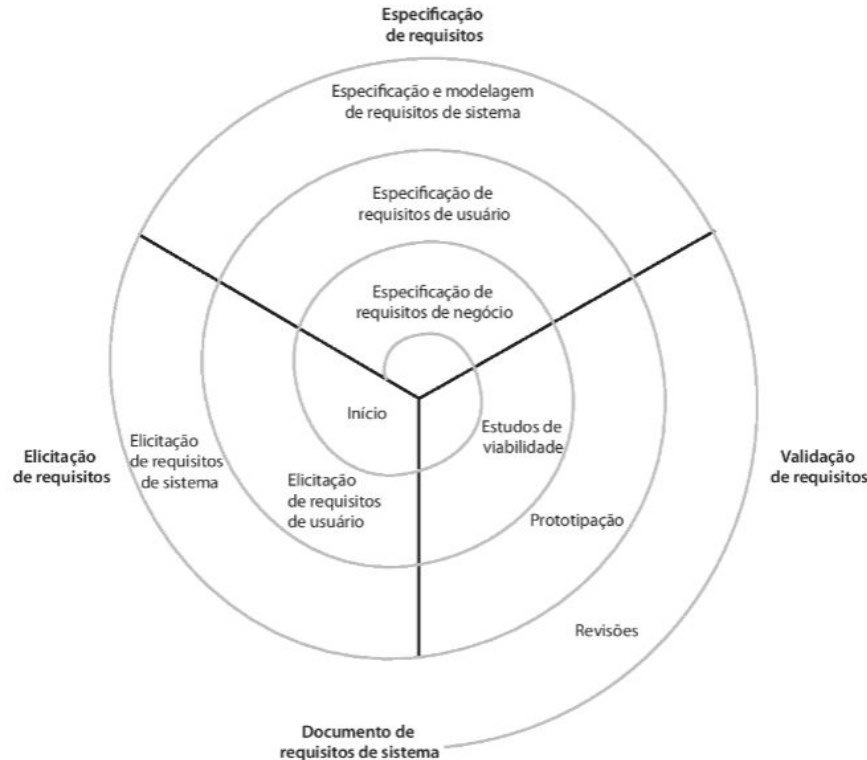 Especificação
de requisitos
Especificação e modelagem
de requisitos de sistema
Especificação de
requisitos de usuário
Especificação de
requisitos de negócio
Início
Estudos de
viabilidade
Elicitação
de requisitos
Elicitação
de requisitos
de sistema
Elicitação
de requisitos
de usuário
Validação
de requisitos
Prototipação
Revisões
Documento de
requisitos de sistema